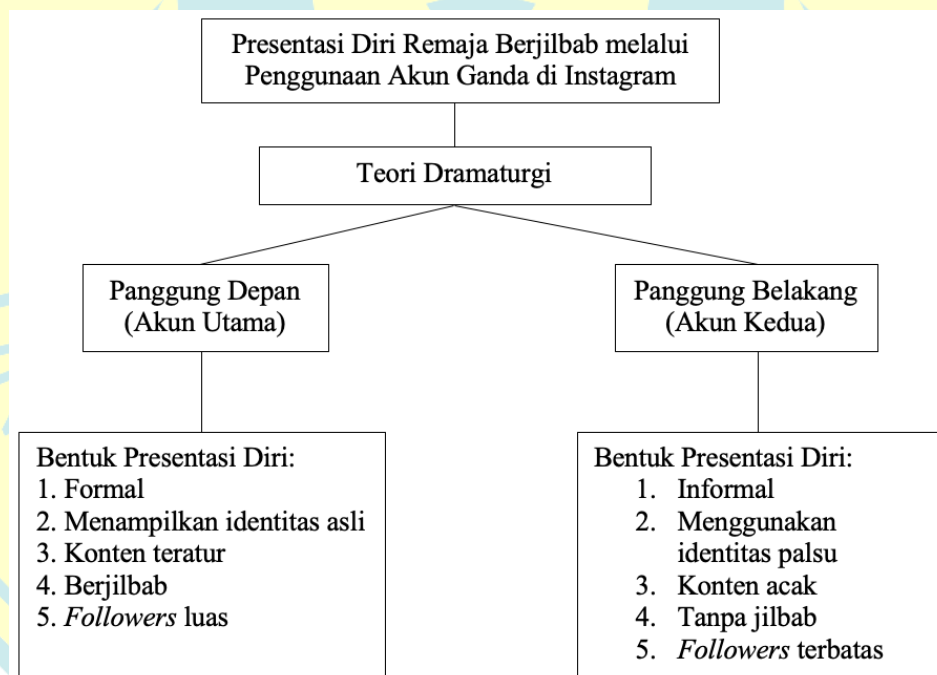 Presentasi Diri Remaja Berjilbab melalui
Penggunaan Akun Ganda di Instagram
Teori Dramaturgi
Panggung Depan
(Akun Utama)
Panggung Belakang
(Akun Kedua)
Bentuk Presentasi Diri:
1. Formal
2. Menampilkan identitas asli
3. Konten teratur
4. Berjilbab
5. Followers luas
Bentuk Presentasi Diri:
1. Informal
2. Menggunakan
identitas palsu
3. Konten acak
4. Tanpa jilbab
5. Followers terbatas